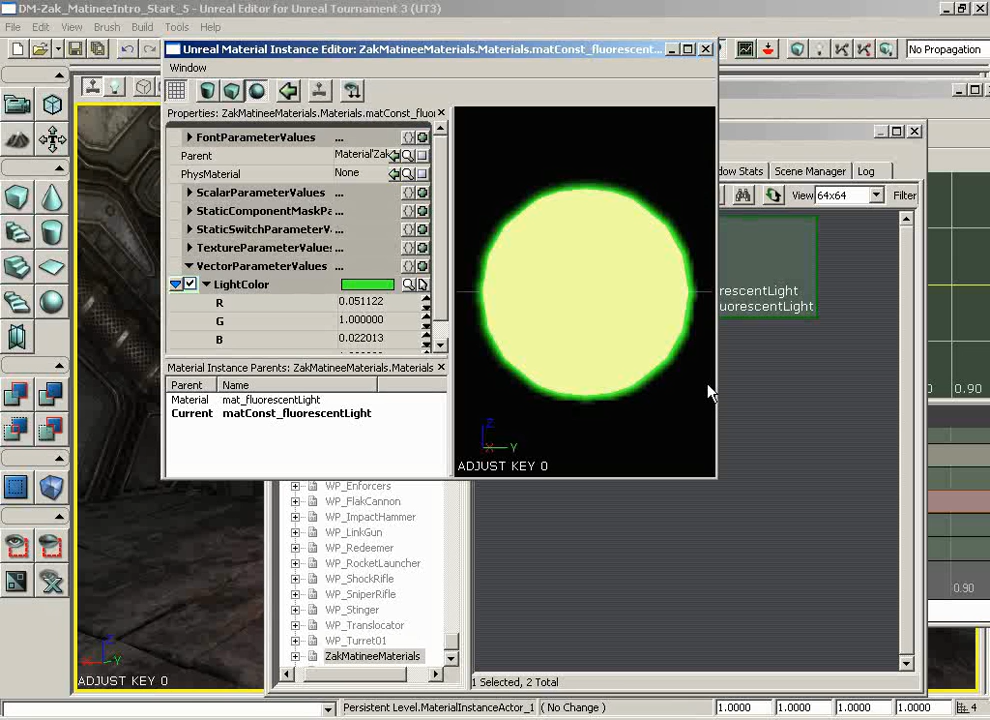 DM-Zak_MatineeIntro_Start_5 - Unreal Editor for Unreal Tournament 3 (UT3)
File Edit View Brush Build Tools Help
No Propagation
Unreal Material Instance Editor: ZakMatineeMaterials.Materials.matConst_fluorescent...
Window
Properties: ZakMatineeMaterials.Materials.matConst_fluor
FontParameterValues ...
Parent Material'Zak
PhysMaterial None
ScalarParameterValues ...
StaticComponentMaskPa ...
StaticSwitchParameterV. ...
TextureParameterValues ...
VectorParameterValues ...
LightColor
R 0.051122
G 1.000000
B 0.022013
Material Instance Parents: ZakMatineeMaterials.Materials
Parent Name
Material mat_fluorescentLight
Current matConst_fluorescentLight
Z
X Y
ADJUST KEY 0
dow Stats Scene Manager Log
View 64x64 Filter
rescentLight
uorescentLight
0.90
0.90
WP_Enforcers
WP_FlakCannon
WP_ImpactHammer
WP_LinkGun
WP_Redeemer
WP_RocketLauncher
WP_ShockRifle
WP_SniperRifle
WP_Stinger
WP_Translocator
WP_Turret01
ZakMatineeMaterials
1 Selected, 2 Total
Z
X Y
ADJUST KEY 0
Persistent Level.MaterialInstanceActor_1 (No Change) 1.0000 1.0000 1.0000 1.0000 4